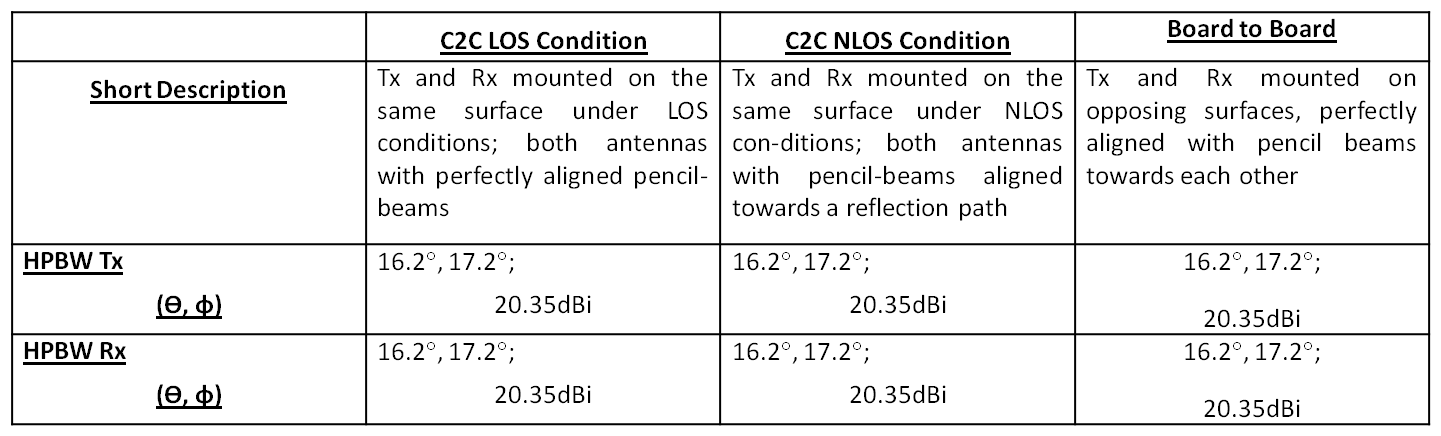 C2C LOS Condition
C2C NLOS Condition
Board to Board
Short Description
Tx and Rx mounted on the
same surface under LOS
conditions; both antennas
with perfectly aligned pencil-
beams
Tx and Rx mounted on the
same surface under NLOS
con-ditions; both antennas
with pencil-beams aligned
towards a reflection path
Tx and Rx mounted on
opposing surfaces, perfectly
aligned with pencil beams
towards each other
HPBW Tx
(Ө, ф)
16.2°, 17.2°;
20.35dBi
16.2°, 17.2°;
20.35dBi
16.2°, 17.2°;
20.35dBi
HPBW Rx
(Ө, ф)
16.2°, 17.2°;
20.35dBi
16.2°, 17.2°;
20.35dBi
16.2°, 17.2°;
20.35dBi